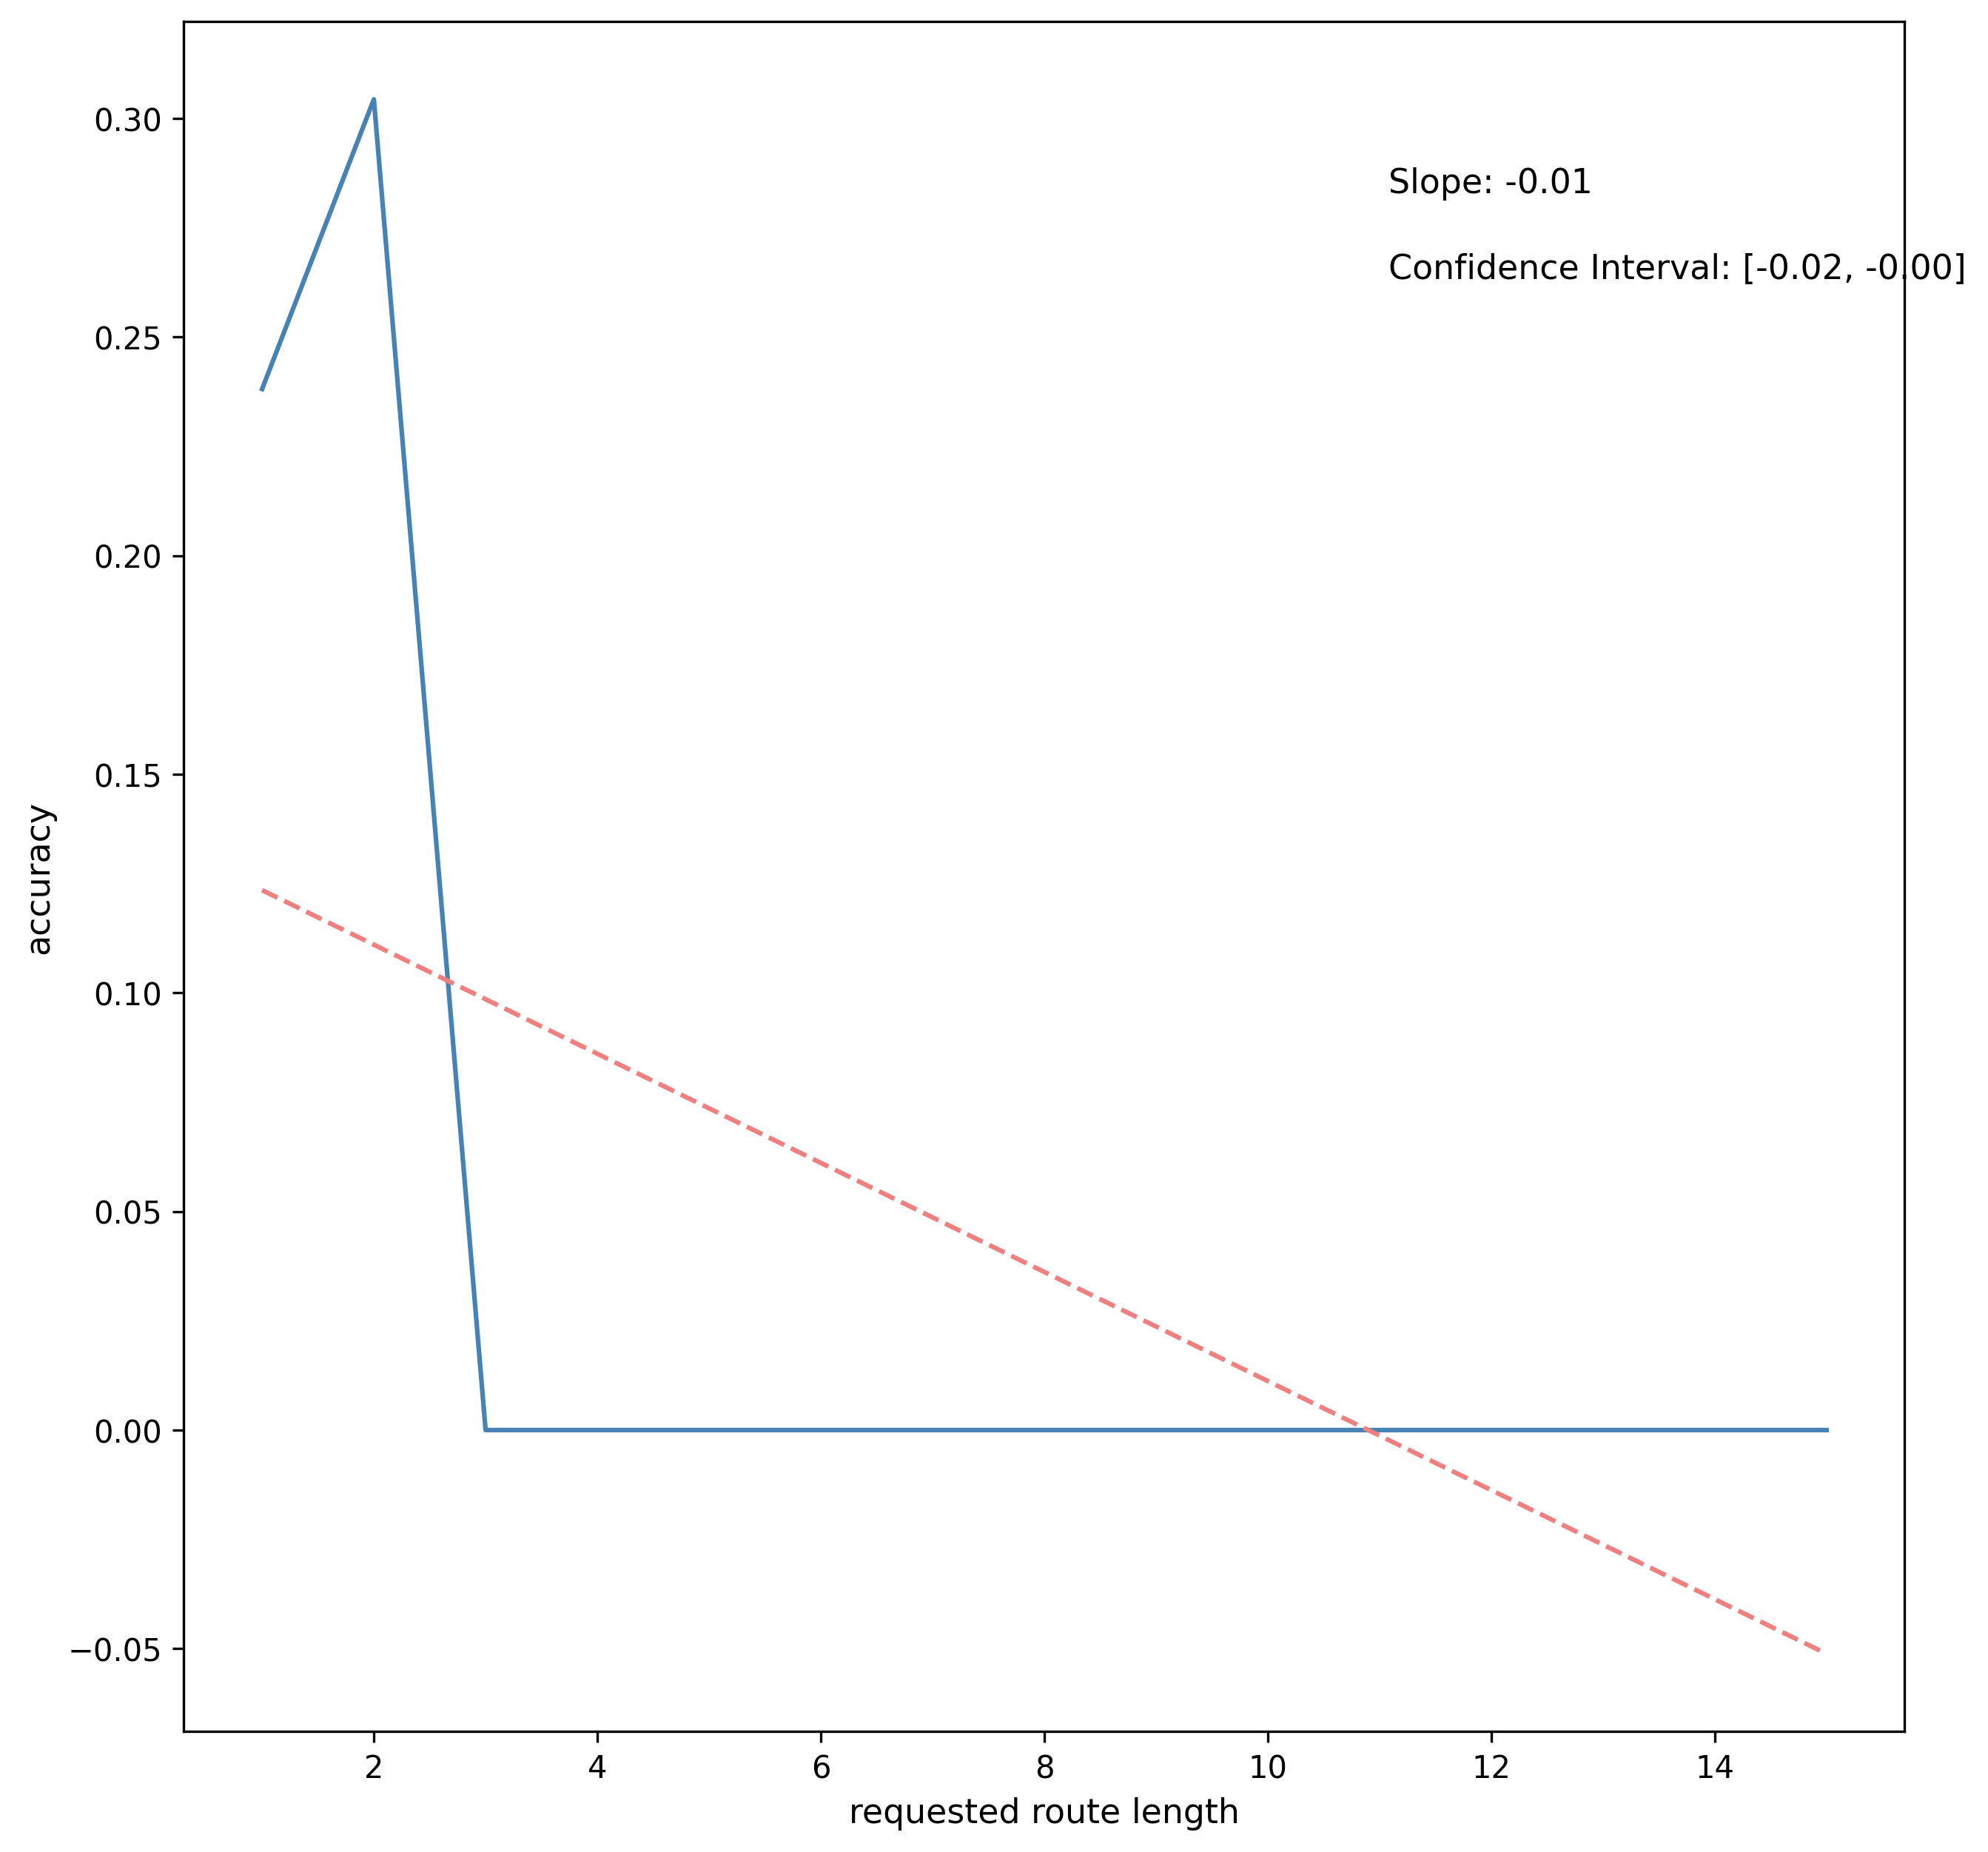 0.30
0.25
0.20
0.15
0.10
0.05
0.00
−0.05
accuracy
Slope: -0.01
Confidence Interval: [-0.02, -0.00]
2 4 6 8 10 12 14
requested route length